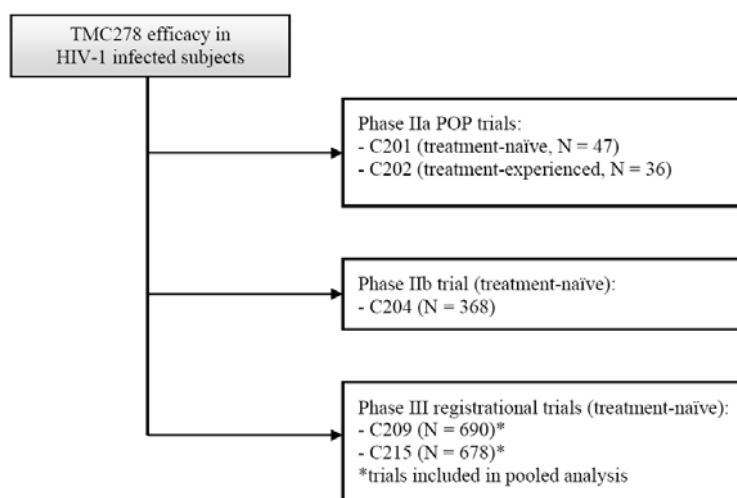 TMC278 efficacy in
HIV-1 infected subjects
Phase IIa POP trials:
- C201 (treatment-naïve, N = 47)
- C202 (treatment-experienced, N = 36)
Phase IIb trial (treatment-naïve):
- C204 (N = 368)
Phase III registrational trials (treatment-naïve):
- C209 (N = 690)*
- C215 (N = 678)*
*trials included in pooled analysis